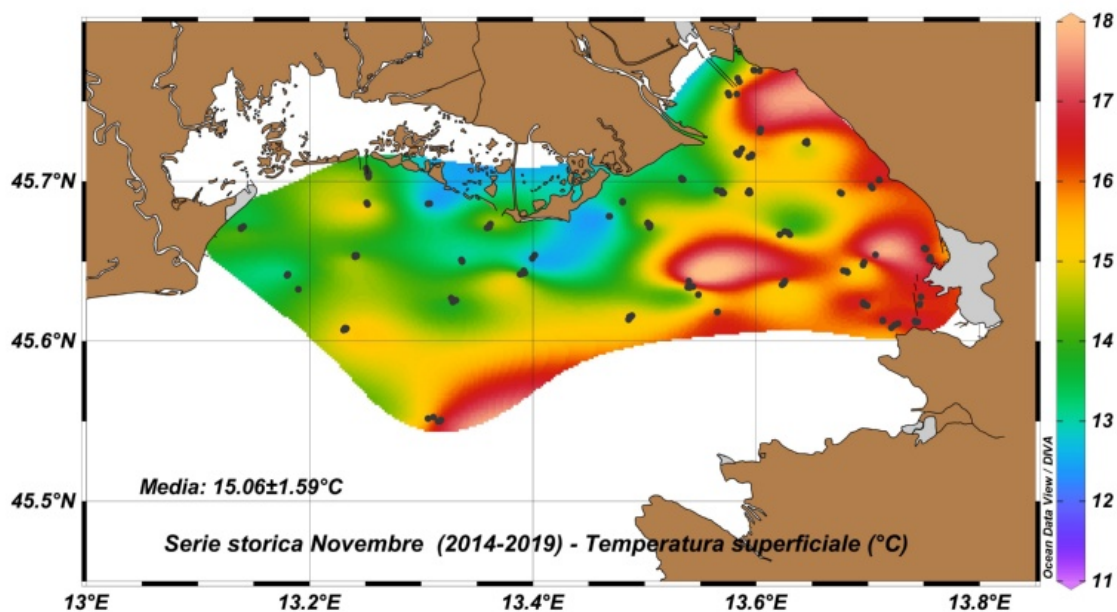 18
17
16
15
14
13
12
11
45.7°N
45.6°N
45.5°N
Media: 15.06±1.59°C
Serie storica Novembre (2014-2019) - Temperatura superficiale (°C)
Ocean Data View / DIVA
13°E
13.2°E
13.4°E
13.6°E
13.8°E